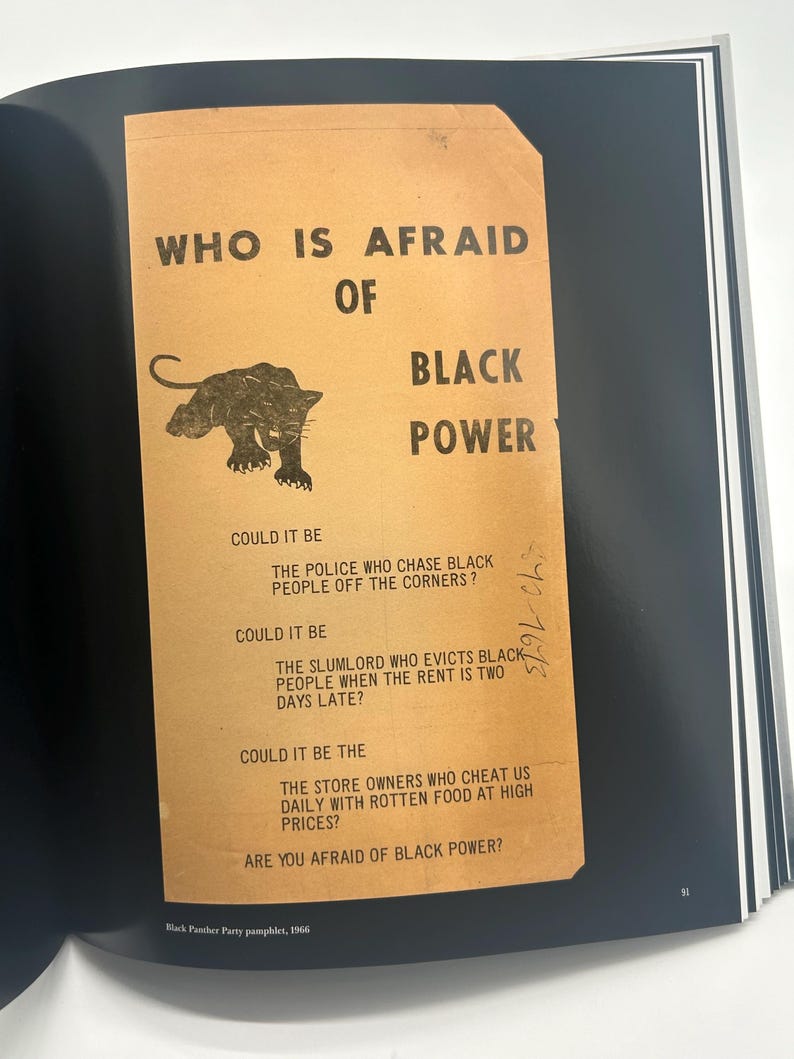 WHO IS AFRAID
OF
BLACK
POWER
COULD IT BE
THE POLICE WHO CHASE BLACK
PEOPLE OFF THE CORNERS?
COULD IT BE
THE SLUMLORD WHO EVICTS BLACK
PEOPLE WHEN THE RENT IS TWO
DAYS LATE?
COULD IT BE THE
THE STORE OWNERS WHO CHEAT US
DAILY WITH ROTTEN FOOD AT HIGH
PRICES?
ARE YOU AFRAID OF BLACK POWER?
91
Black Panther Party pamphlet, 1966